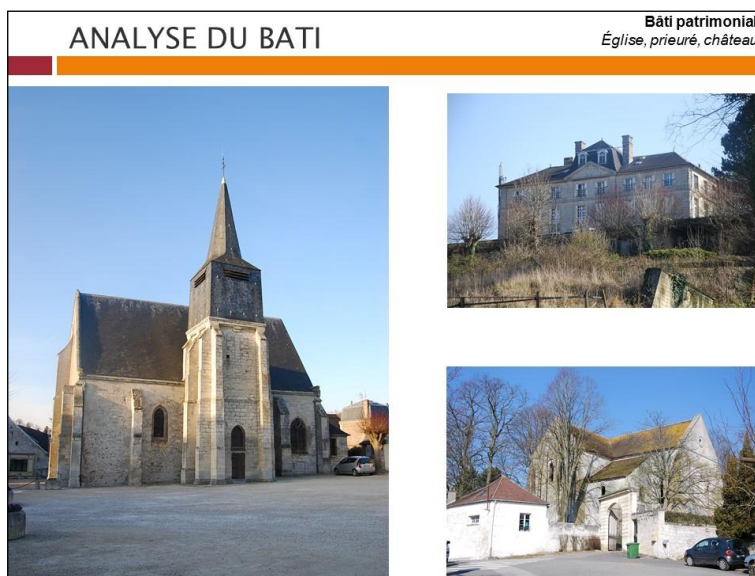 ANALYSE DU BATI
Bâti patrimonial
Église, prieuré, château